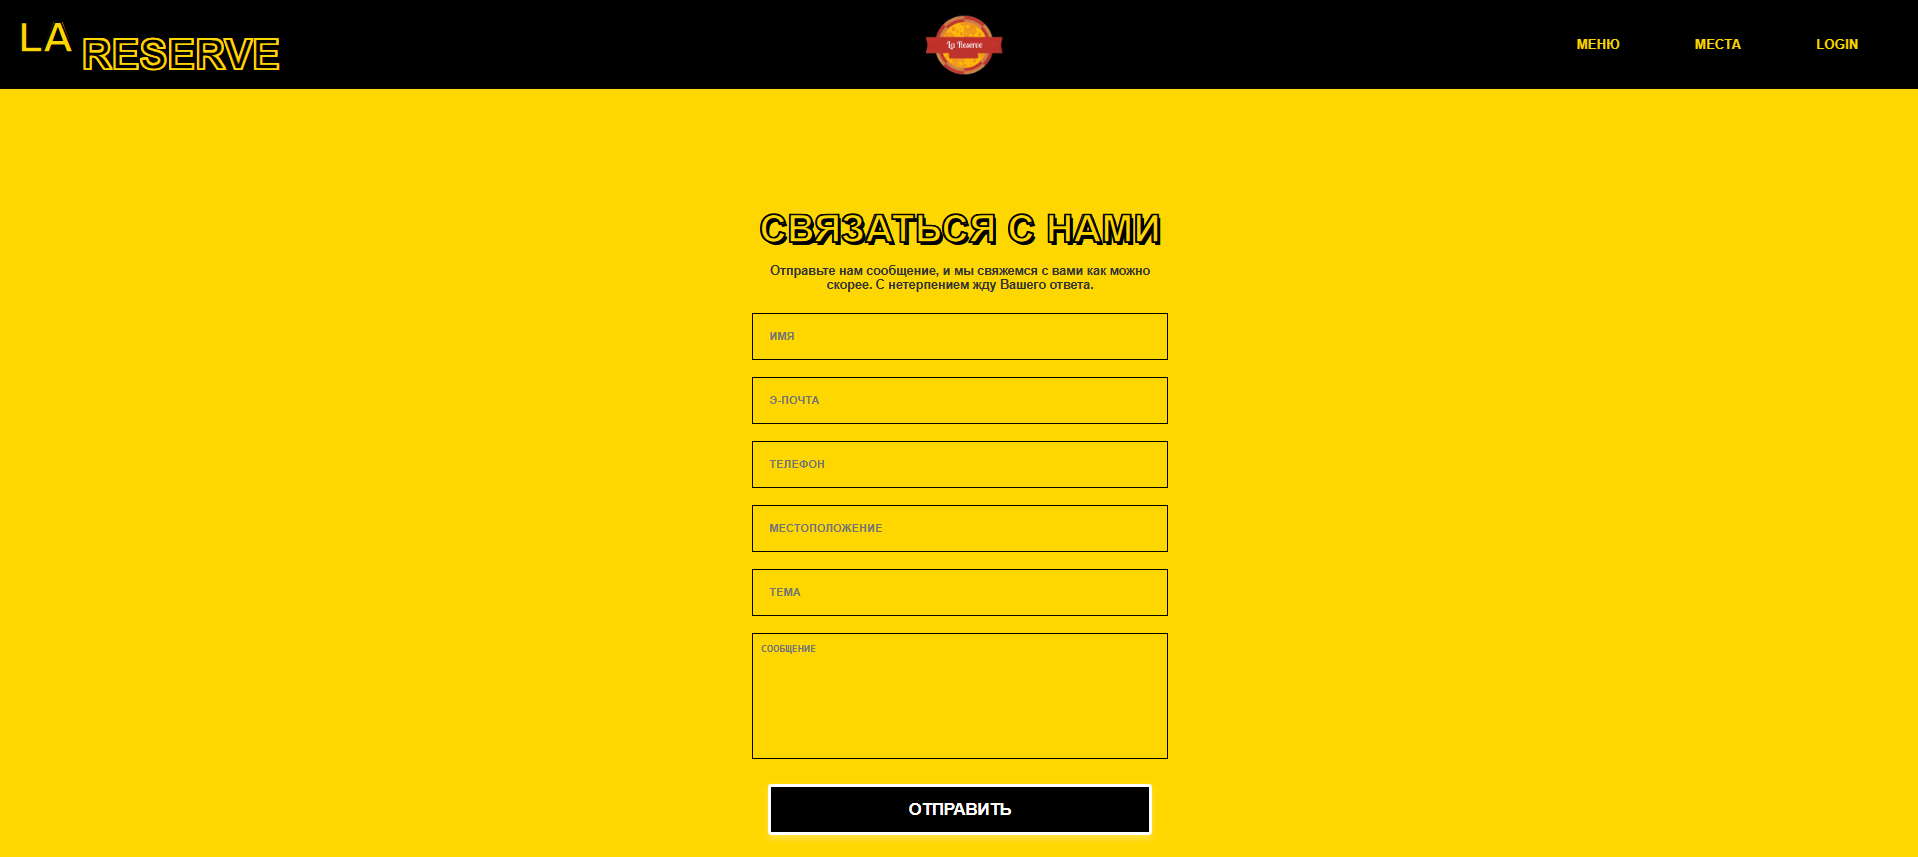 LA RESERVE
La Reserve
МЕНЮ
МЕСТА
LOGIN
СВЯЗАТЬСЯ С НАМИ
Отправьте нам сообщение, и мы свяжемся с вами как можно
скорее. С нетерпением жду Вашего ответа.
ИМЯ
Э-ПОЧТА
ТЕЛЕФОН
МЕСТОПОЛОЖЕНИЕ
ТЕМА
СООБЩЕНИЕ
ОТПРАВИТЬ